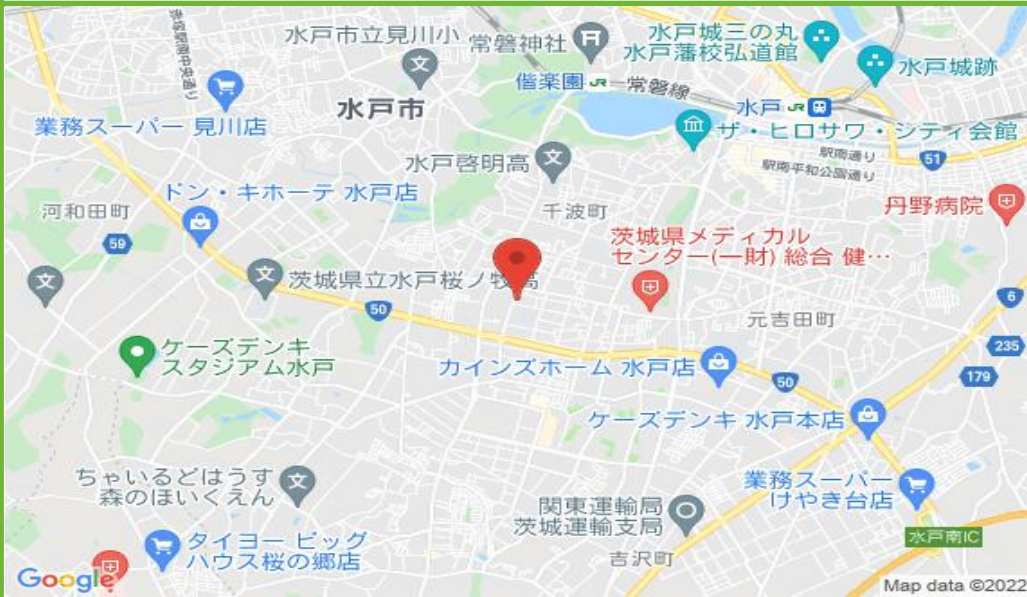 赤塚駅南中央通り
水戸市立見川小
常磐神社
水戸城三の丸
水戸藩校弘道館
水戸城跡
偕楽園 JR 常磐線
水戸 JR
業務スーパー 見川店
水戸市
ザ・ヒロサワ・シティ会館
駅南通り
51
駅南平和公園通り
水戸啓明高
ドン・キホーテ 水戸店
河和田町
千波町
丹野病院
59
茨城県メディカル
センター(一財) 総合 健…
茨城県立水戸桜ノ牧高
50
元吉田町
6
235
ケーズデンキ
スタジアム水戸
カインズホーム 水戸店
50
179
ケーズデンキ 水戸本店
ちゃいるどはうす
森のほいくえん
業務スーパー
けやき台店
関東運輸局
茨城運輸支局
タイヨー ビッグ
ハウス桜の郷店
吉沢町
水戸南IC
Google
Map data ©2022